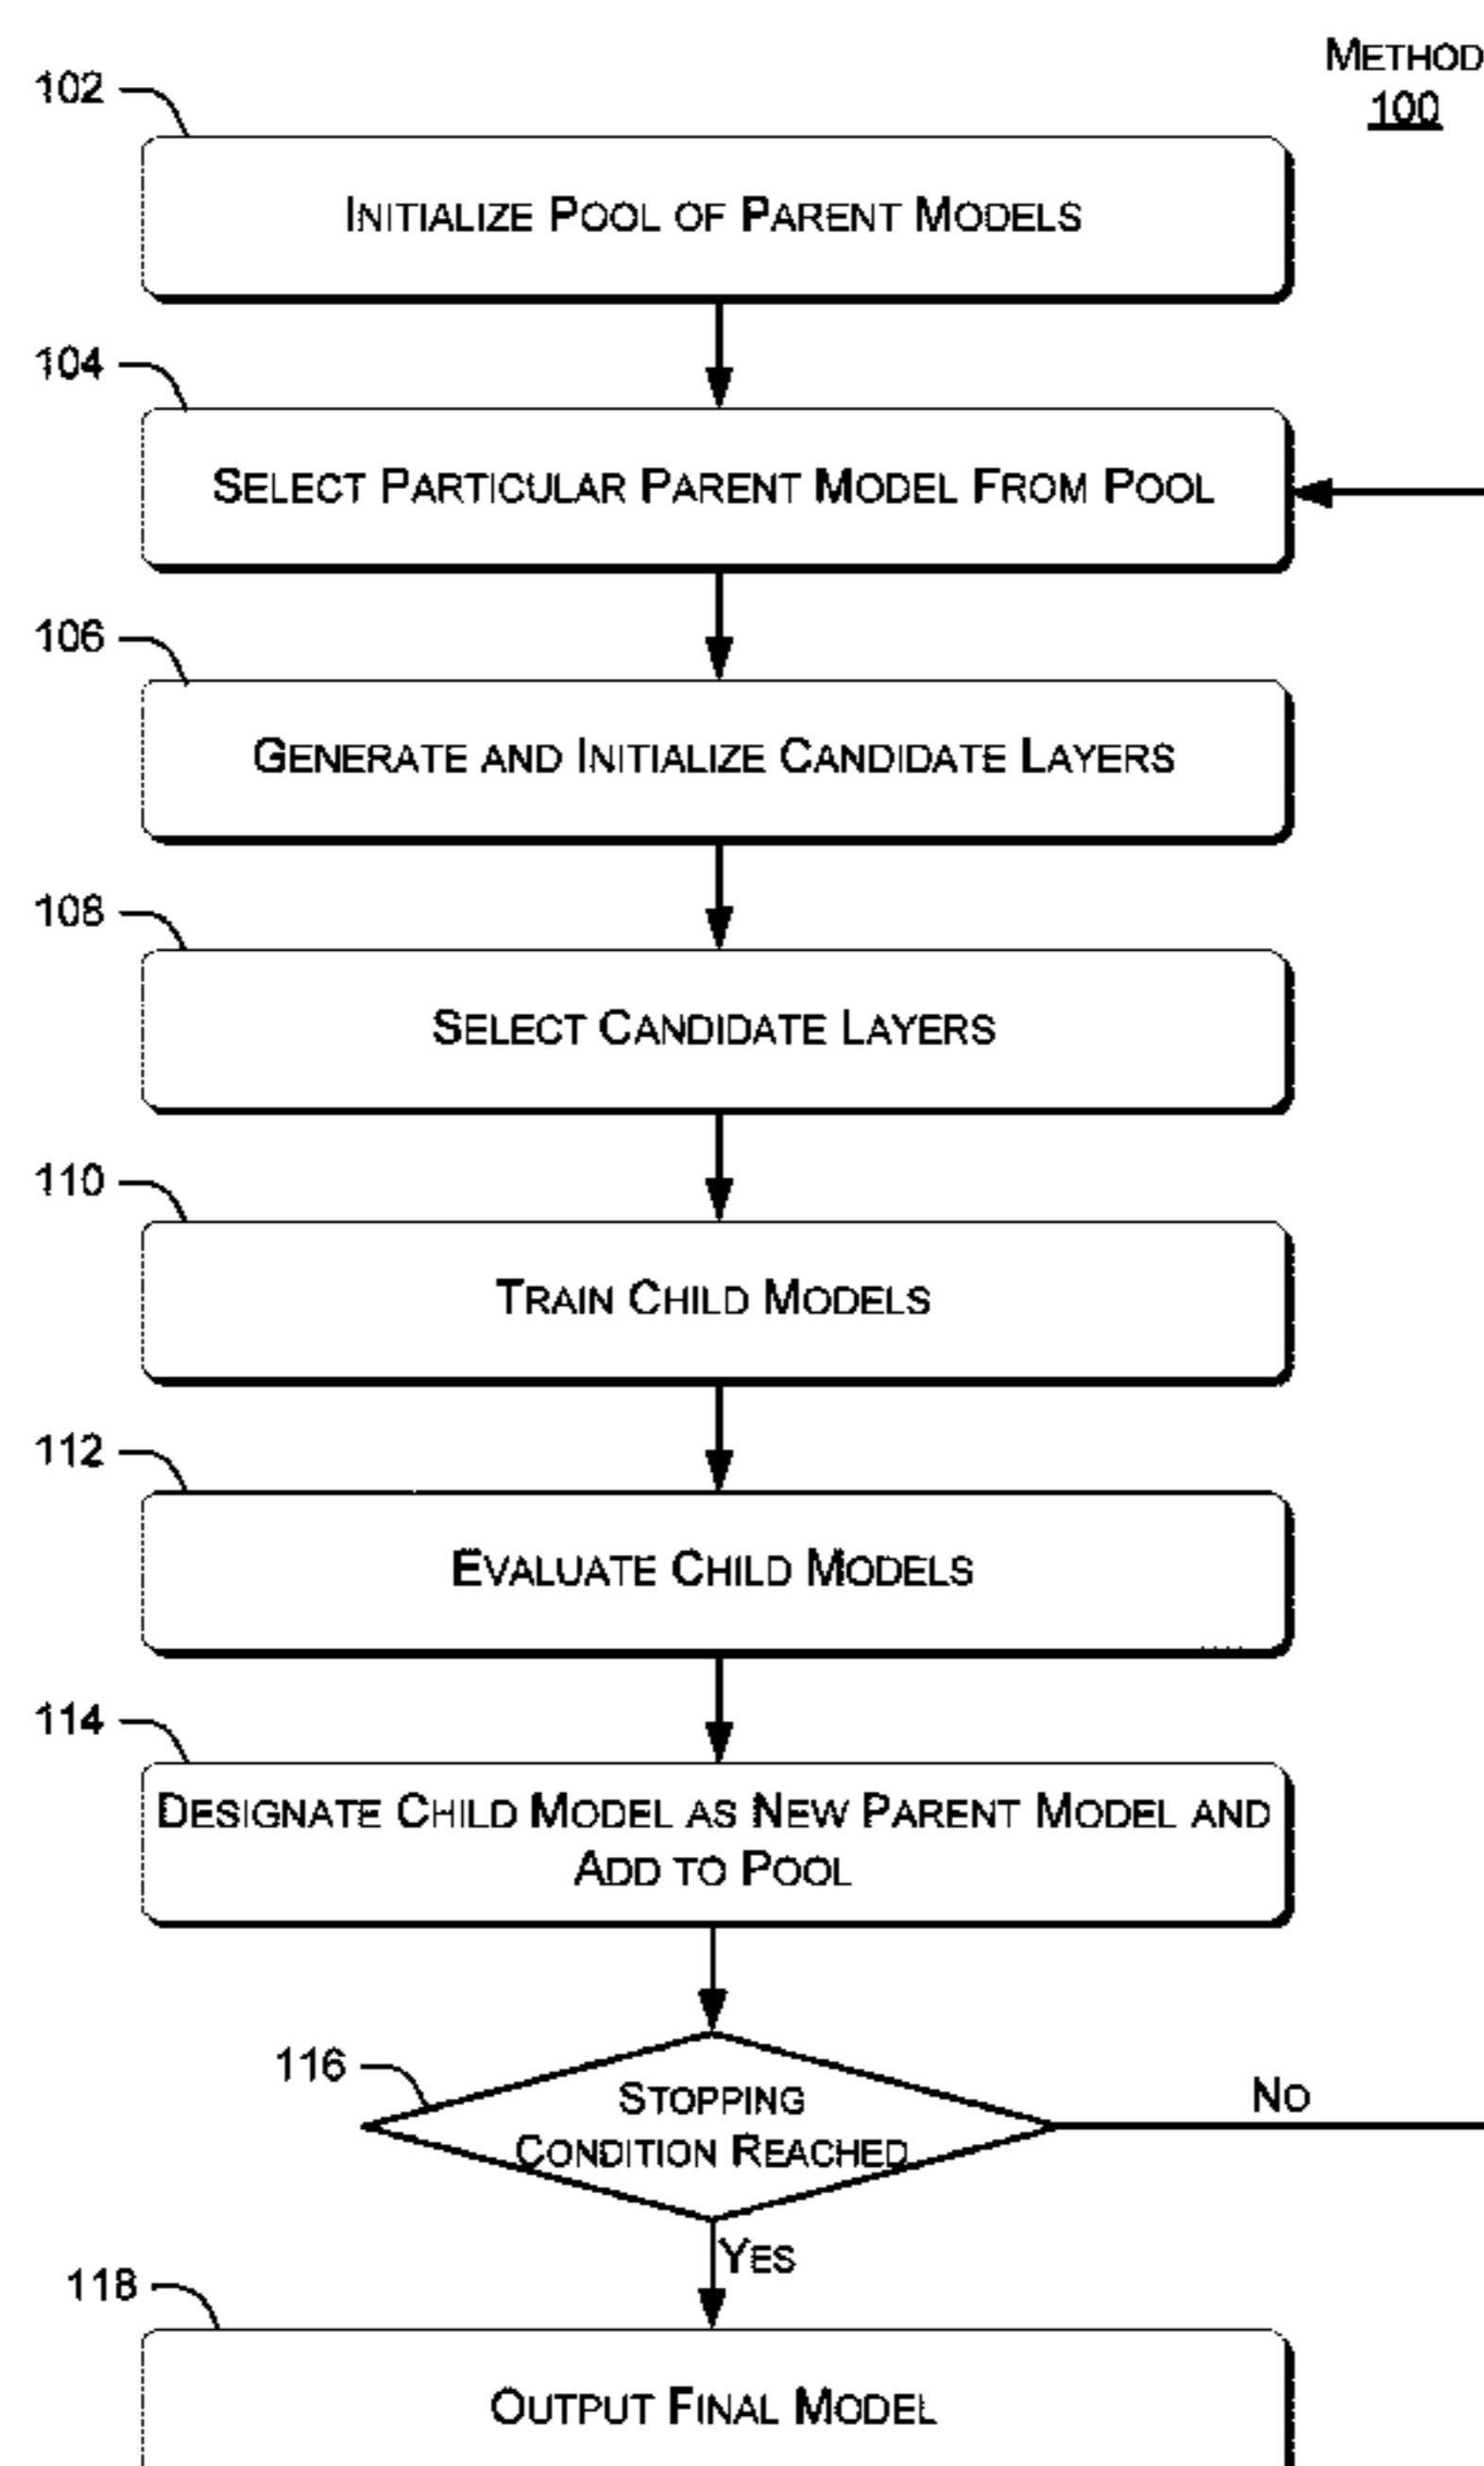 METHOD
100
102
INITIALIZE POOL OF PARENT MODELS
104
SELECT PARTICULAR PARENT MODEL FROM POOL
106
GENERATE AND INITIALIZE CANDIDATE LAYERS
108
SELECT CANDIDATE LAYERS
110
TRAIN CHILD MODELS
112
EVALUATE CHILD MODELS
114
DESIGNATE CHILD MODEL AS NEW PARENT MODEL AND
ADD TO POOL
116
STOPPING
CONDITION REACHED
NO
YES
118
OUTPUT FINAL MODEL